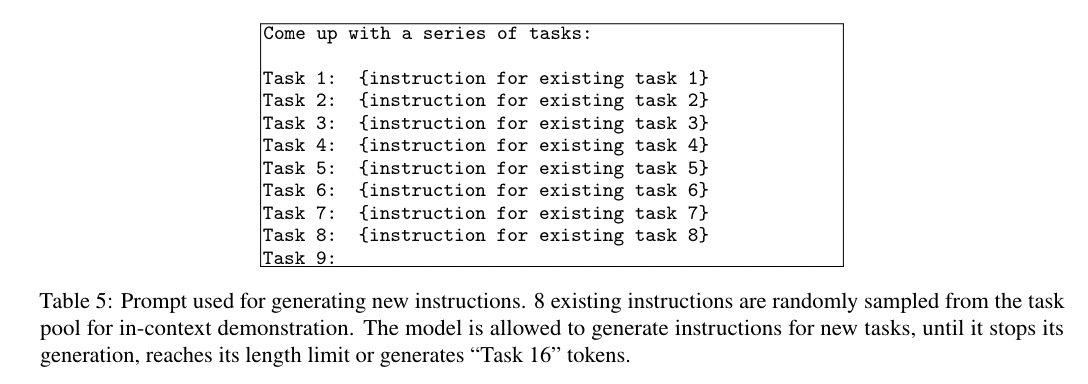 Come up with a series of tasks:
Task 1: {instruction for existing task 1}
Task 2: {instruction for existing task 2}
Task 3: {instruction for existing task 3}
Task 4: {instruction for existing task 4}
Task 5: {instruction for existing task 5}
Task 6: {instruction for existing task 6}
Task 7: {instruction for existing task 7}
Task 8: {instruction for existing task 8}
Task 9:
Table 5: Prompt used for generating new instructions. 8 existing instructions are randomly sampled from the task
pool for in-context demonstration. The model is allowed to generate instructions for new tasks, until it stops its
generation, reaches its length limit or generates “Task 16” tokens.